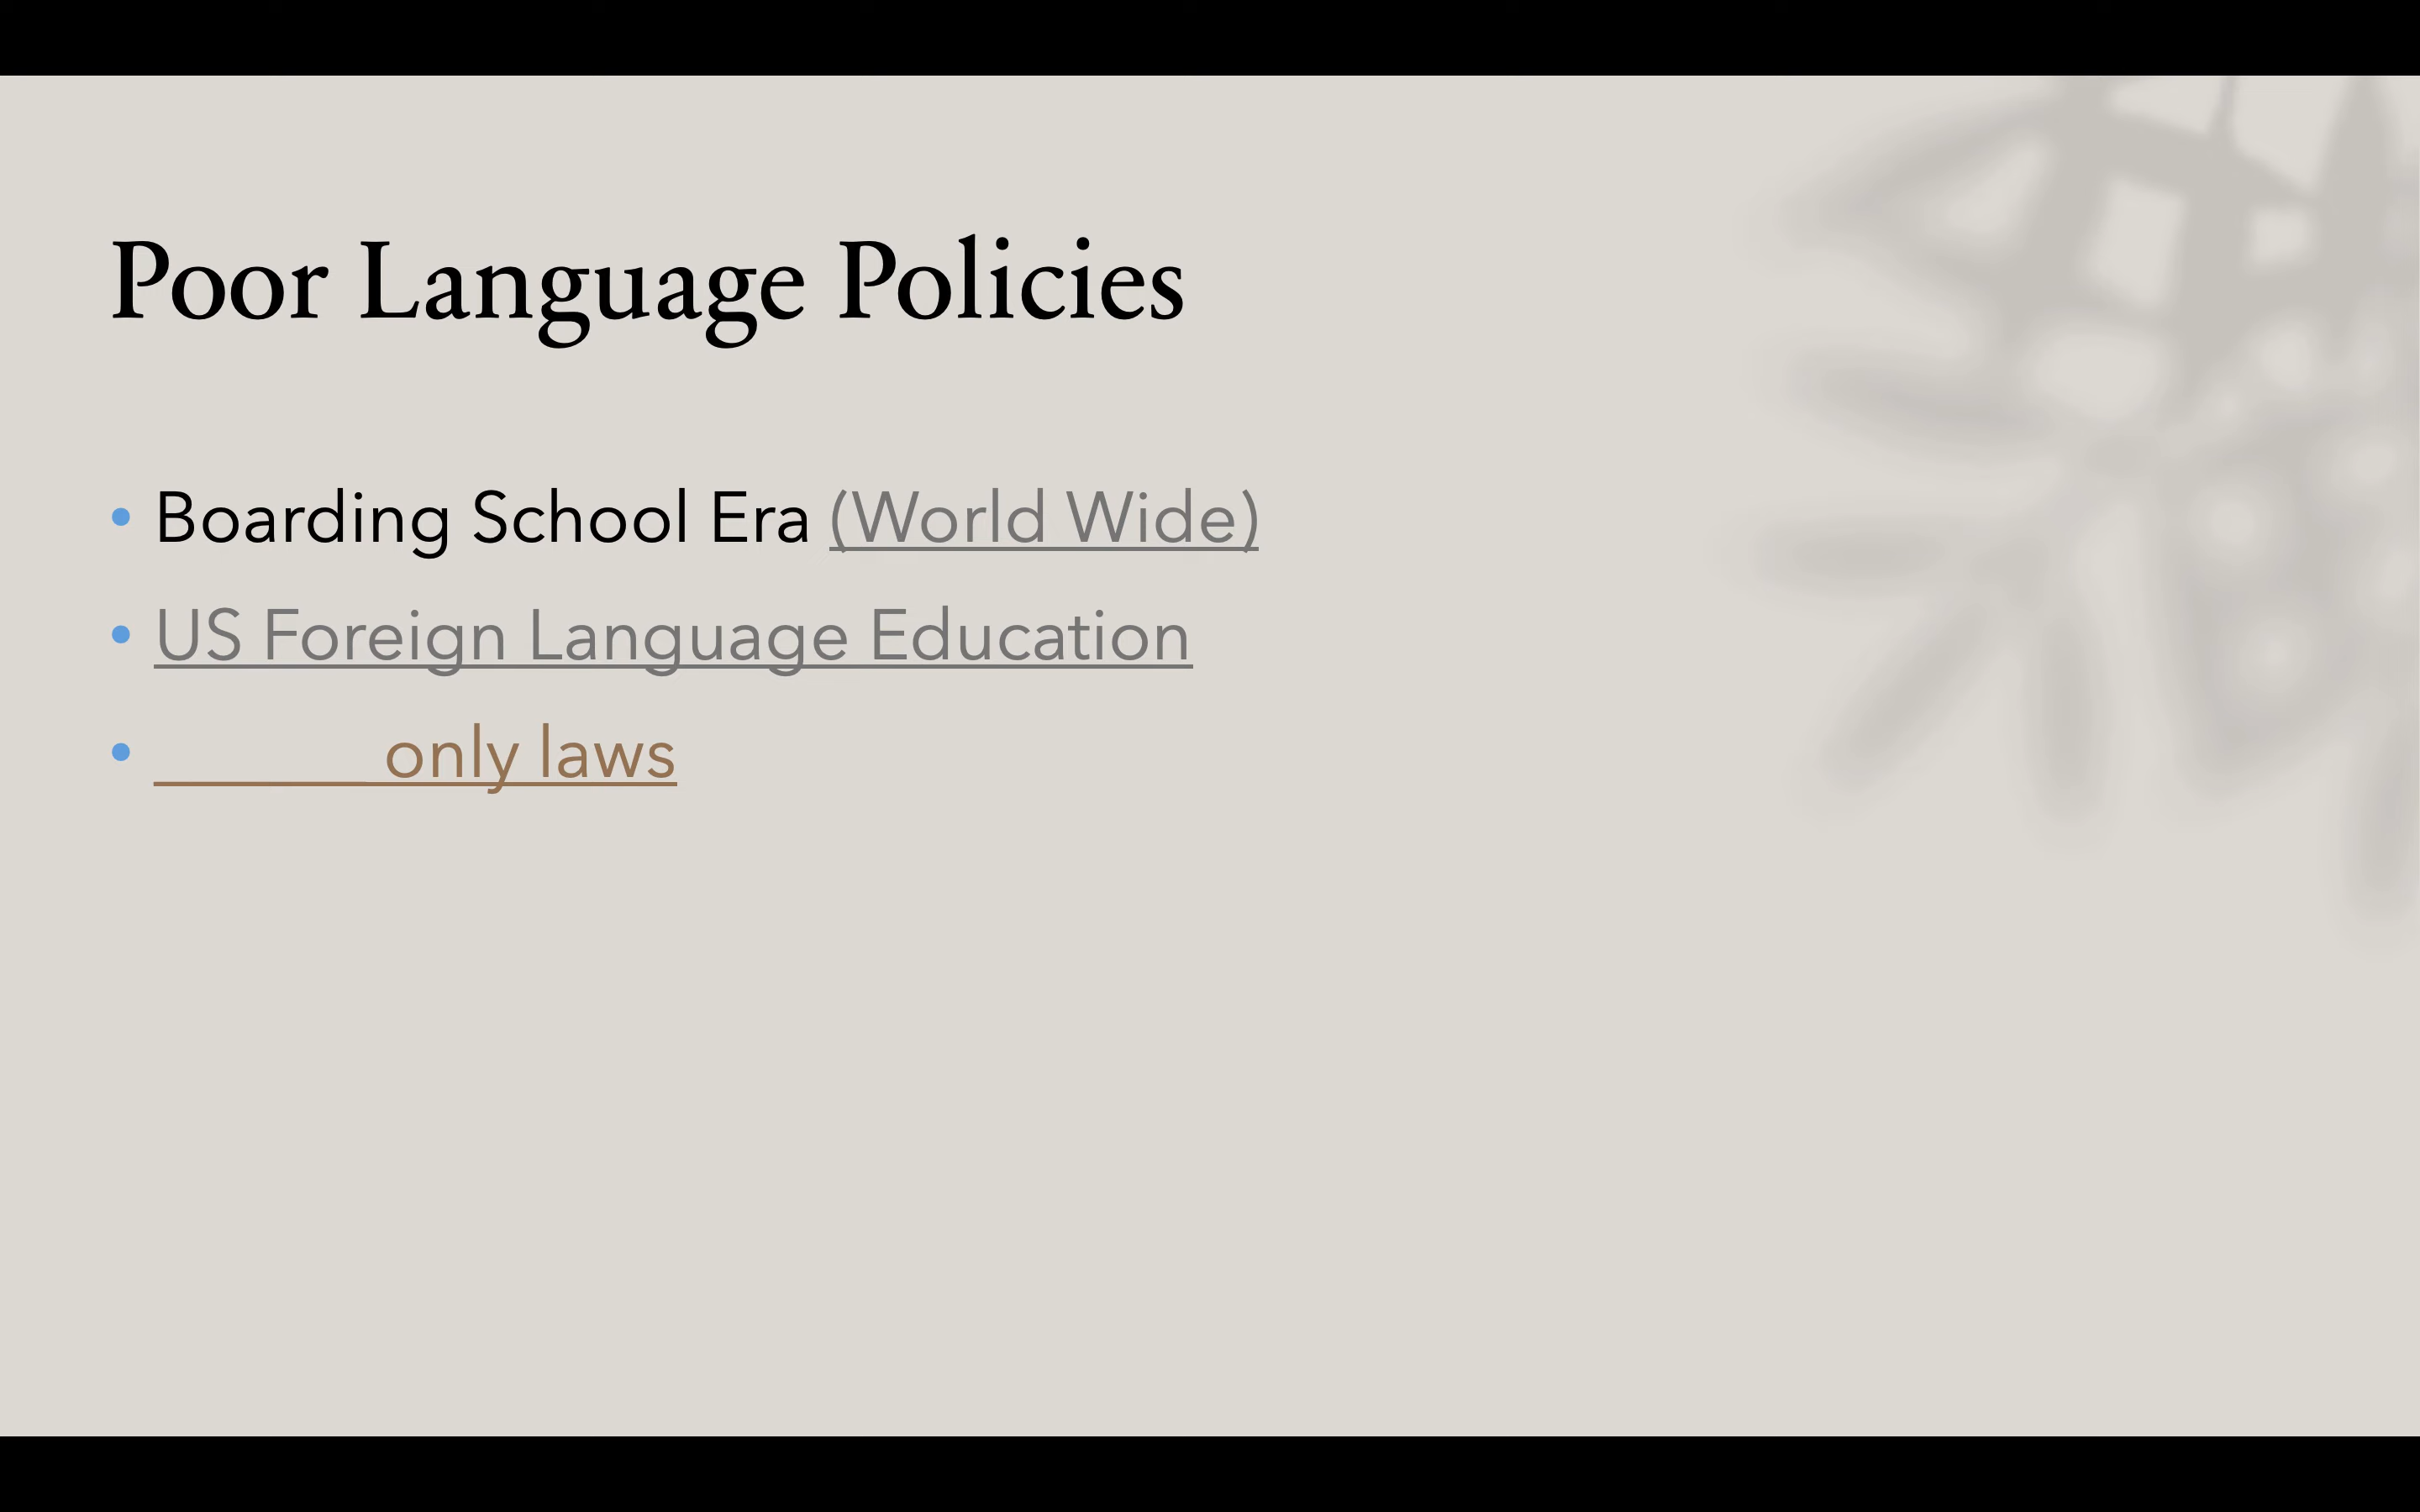 Poor Language Policies
• Boarding School Era (World Wide)
• US Foreign Language Education
• ________ only laws